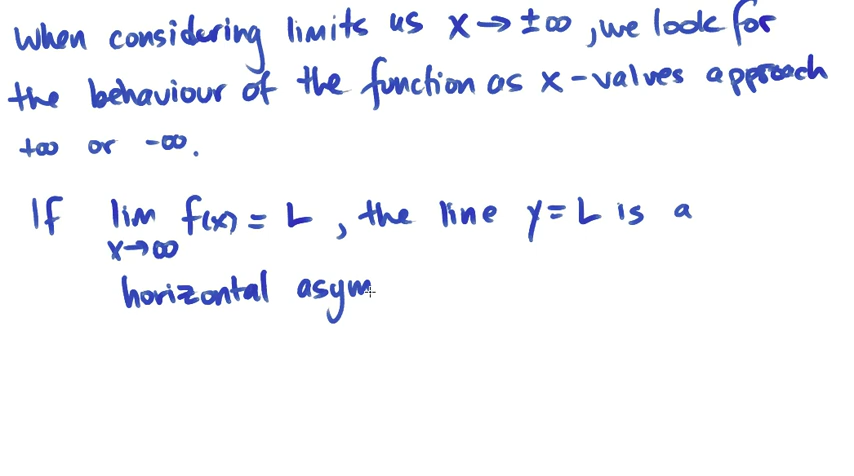 When considering limits as x → ±∞, we look for
the behaviour of the function as x-values approach
+∞ or -∞.
If lim f(x) = L, the line y = L is a
x→∞
horizontal asym